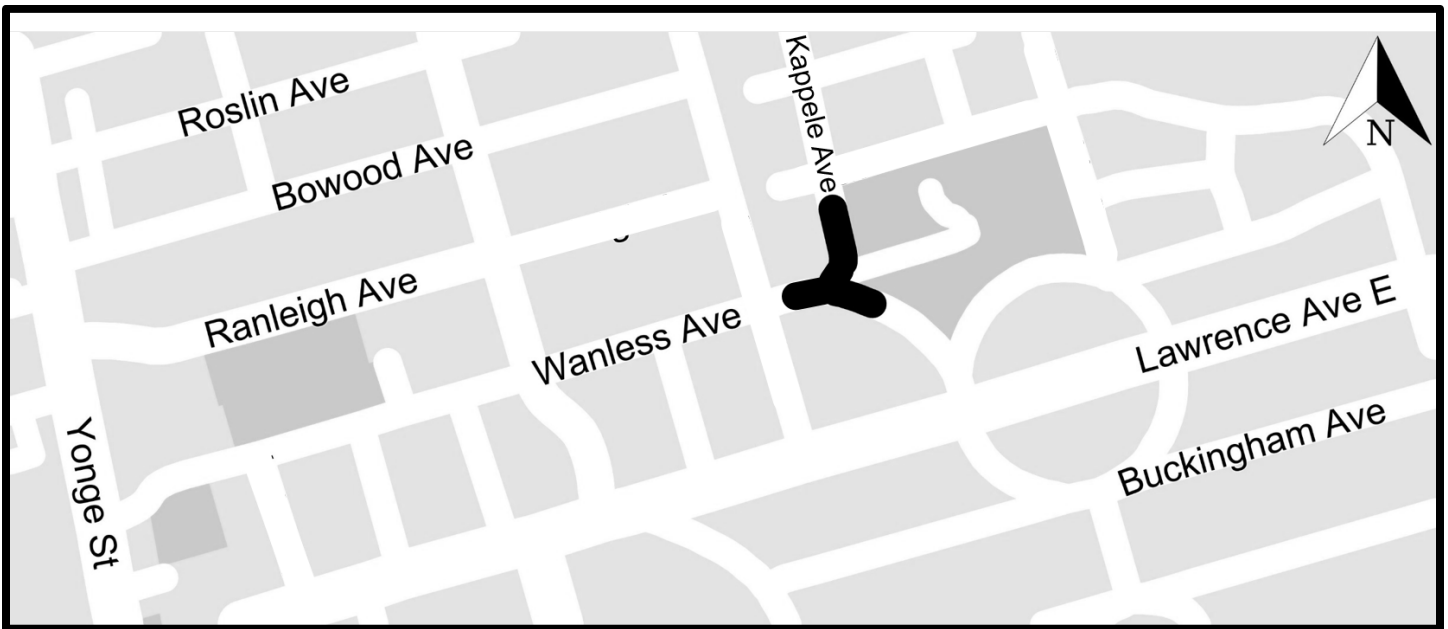 Kappele Ave
Roslin Ave
Bowood Ave
Ranleigh Ave
Wanless Ave
Lawrence Ave E
Buckingham Ave
Yonge St
N